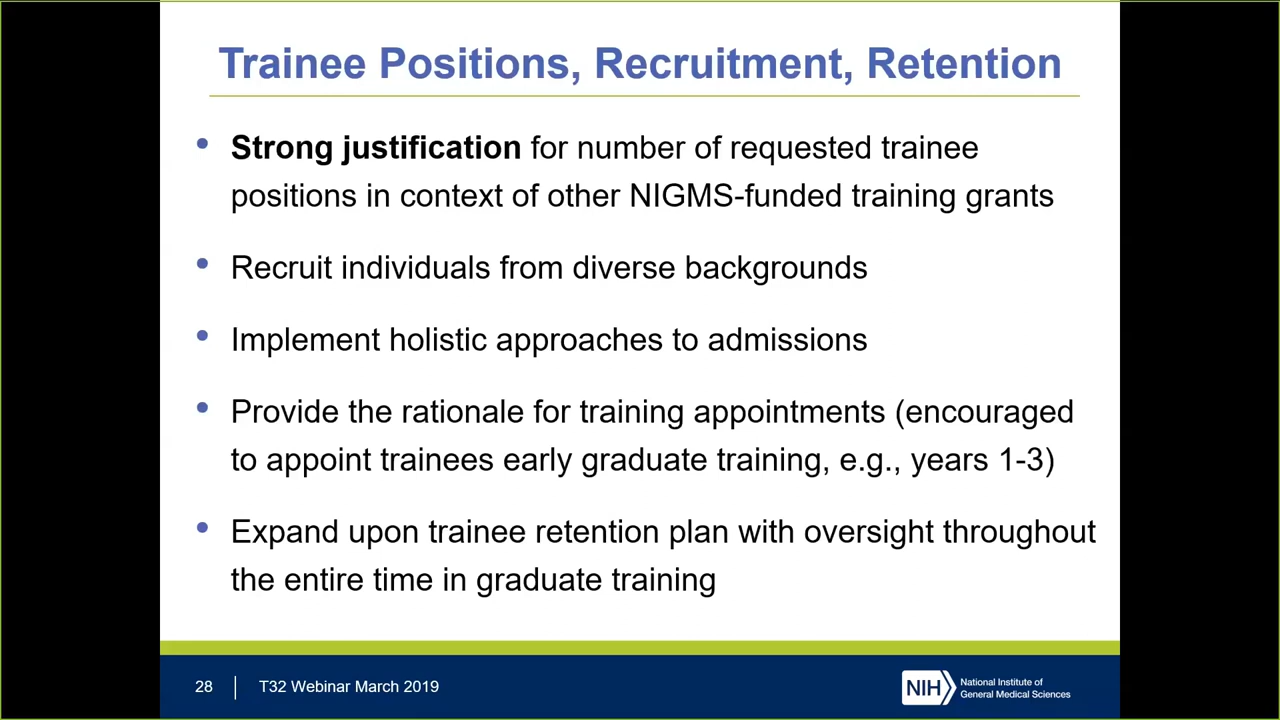 Trainee Positions, Recruitment, Retention
• Strong justification for number of requested trainee
positions in context of other NIGMS-funded training grants
• Recruit individuals from diverse backgrounds
• Implement holistic approaches to admissions
• Provide the rationale for training appointments (encouraged
to appoint trainees early graduate training, e.g., years 1-3)
• Expand upon trainee retention plan with oversight throughout
the entire time in graduate training
28 | T32 Webinar March 2019
NIH National Institute of
General Medical Sciences